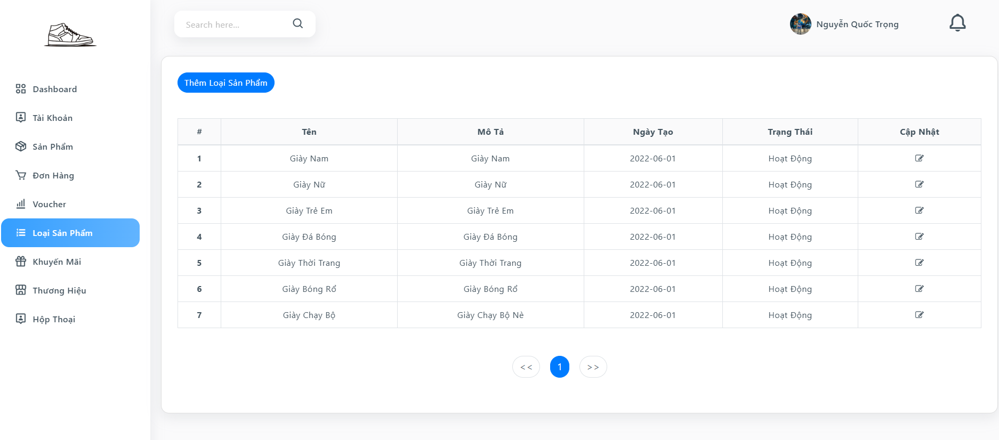 Search here...
Nguyễn Quốc Trọng
Dashboard
Tài Khoản
Sản Phẩm
Đơn Hàng
Voucher
Loại Sản Phẩm
Khuyến Mãi
Thương Hiệu
Hộp Thoại
Thêm Loại Sản Phẩm
# Tên Mô Tả Ngày Tạo Trạng Thái Cập Nhật
1 Giày Nam Giày Nam 2022-06-01 Hoạt Động
2 Giày Nữ Giày Nữ 2022-06-01 Hoạt Động
3 Giày Trẻ Em Giày Trẻ Em 2022-06-01 Hoạt Động
4 Giày Đá Bóng Giày Đá Bóng 2022-06-01 Hoạt Động
5 Giày Thời Trang Giày Thời Trang 2022-06-01 Hoạt Động
6 Giày Bóng Rổ Giày Bóng Rổ 2022-06-01 Hoạt Động
7 Giày Chạy Bộ Giày Chạy Bộ Nè 2022-06-01 Hoạt Động
<< 1 >>